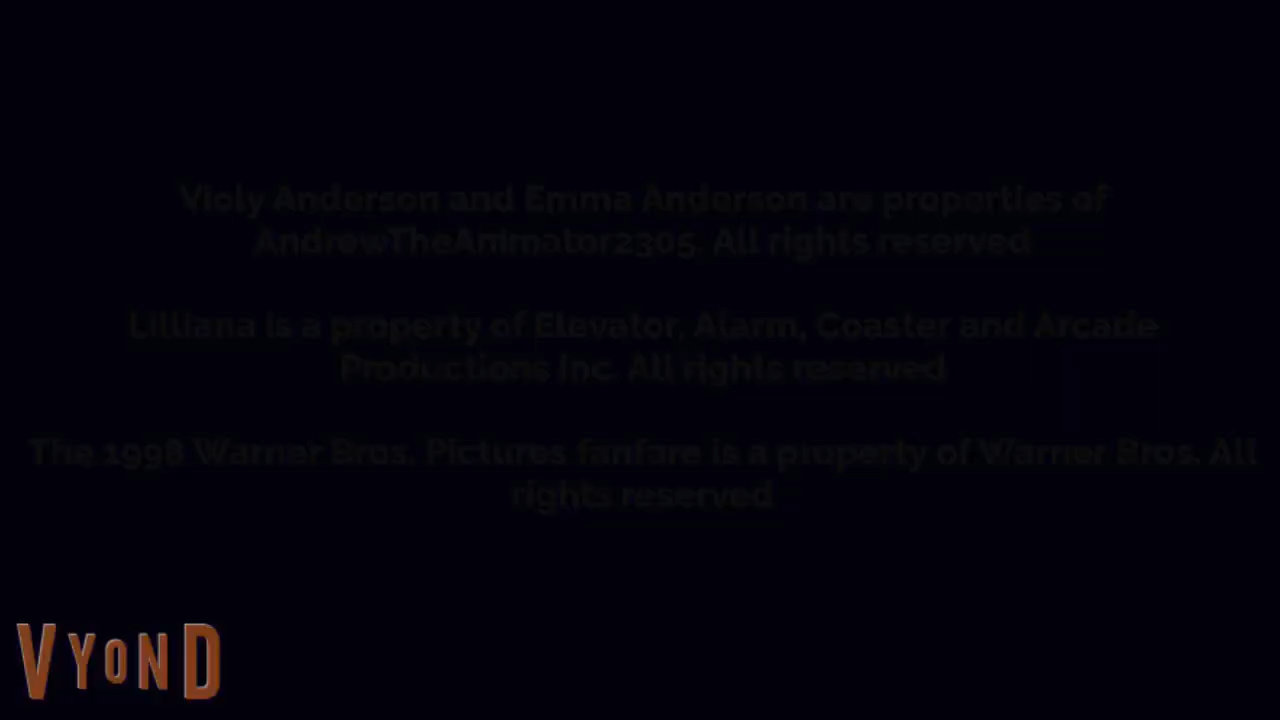 Violy Anderson and Emma Anderson are properties of
AndrewTheAnimator2305. All rights reserved
Lilliana is a property of Elevator, Alarm, Coaster and Arcade
Productions Inc. All rights reserved
The 1998 Warner Bros. Pictures fanfare is a property of Warner Bros. All
rights reserved
VYOND